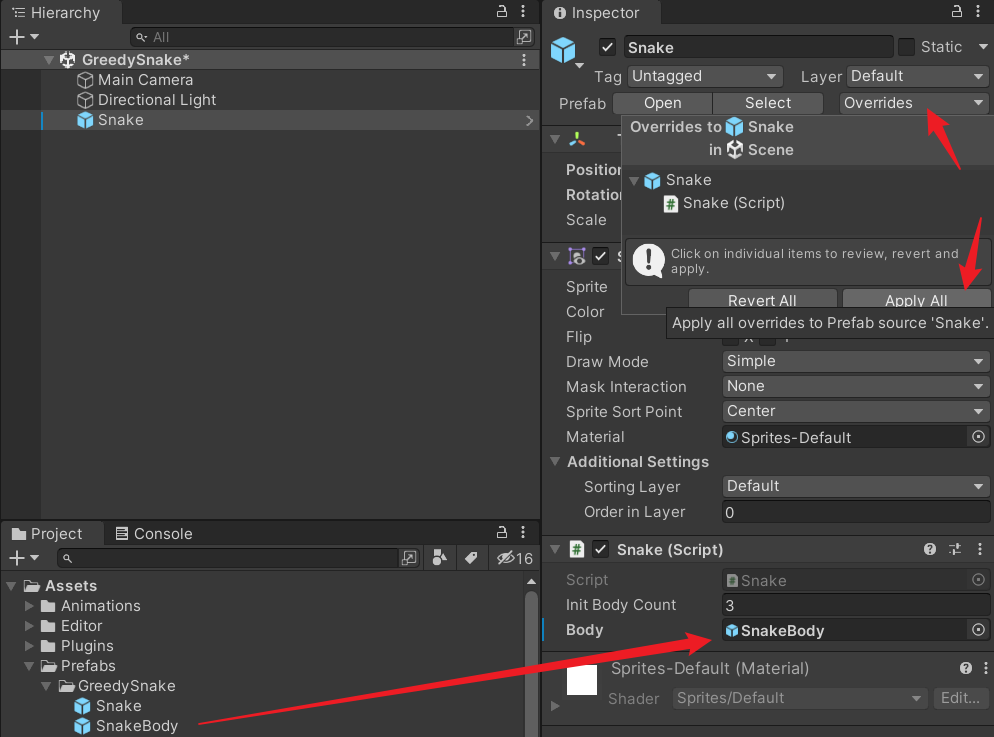 Hierarchy
All
GreedySnake*
Main Camera
Directional Light
Snake
Inspector
Snake
Static
Tag Untagged Layer Default
Prefab Open Select Overrides
Overrides to Snake
in Scene
Snake
Snake (Script)
Click on individual items to review, revert and
apply.
Revert All Apply All
Apply all overrides to Prefab source 'Snake'.
Position
Rotation
Scale
Sprite
Color
Flip
Draw Mode Simple
Mask Interaction None
Sprite Sort Point Center
Material Sprites-Default
Additional Settings
Sorting Layer Default
Order in Layer 0
Snake (Script)
Script Snake
Init Body Count 3
Body SnakeBody
Sprites-Default (Material)
Shader Sprites/Default Edit...
Project Console
16
Assets
Animations
Editor
Plugins
Prefabs
GreedySnake
Snake
SnakeBody